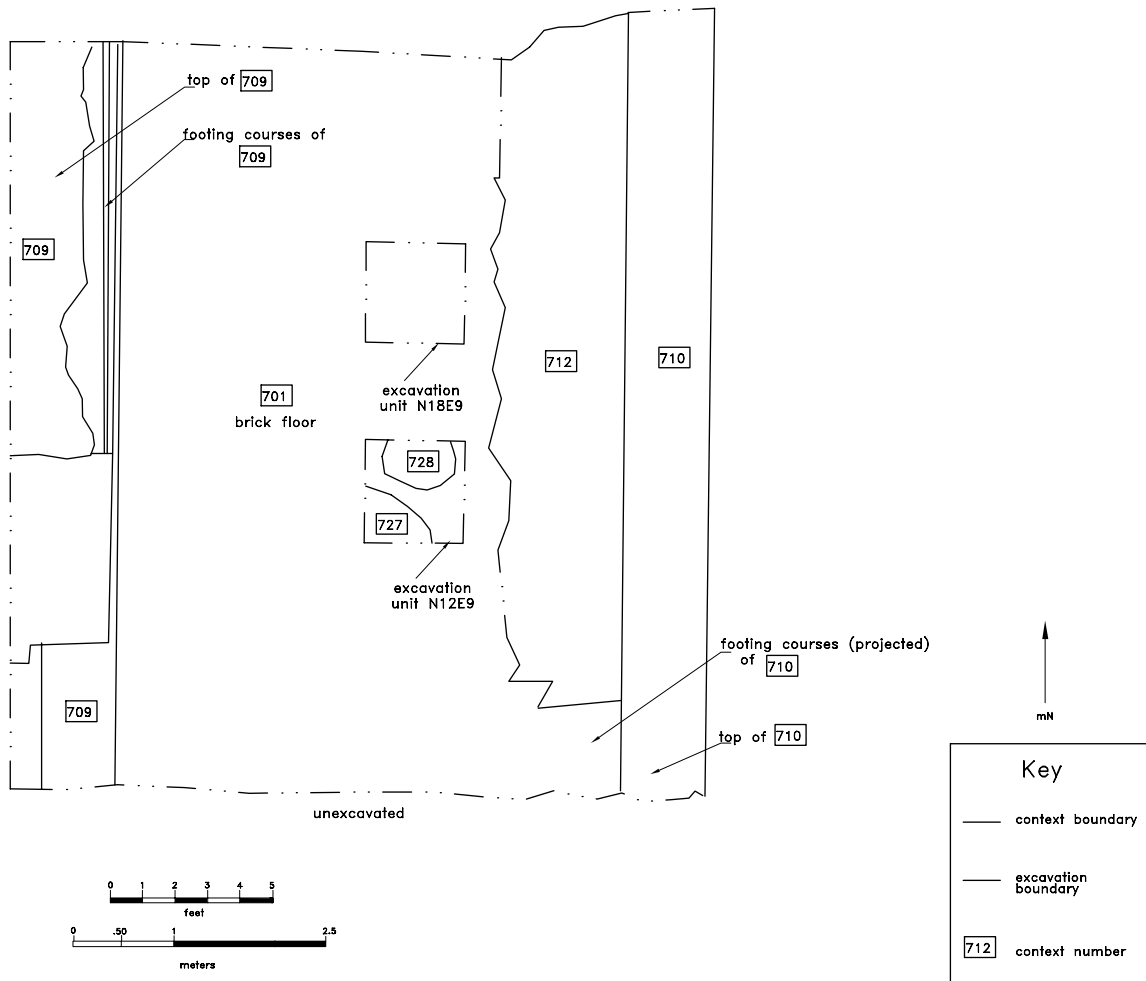 top of 709
footing courses of
709
709
712
710
excavation
unit N18E9
701
brick floor
728
727
excavation
unit N12E9
footing courses (projected)
of 710
709
top of 710
mN
unexcavated
Key
context boundary
excavation
boundary
712 context number
0 1 2 3 4 5
feet
0 .50 1 2.5
meters